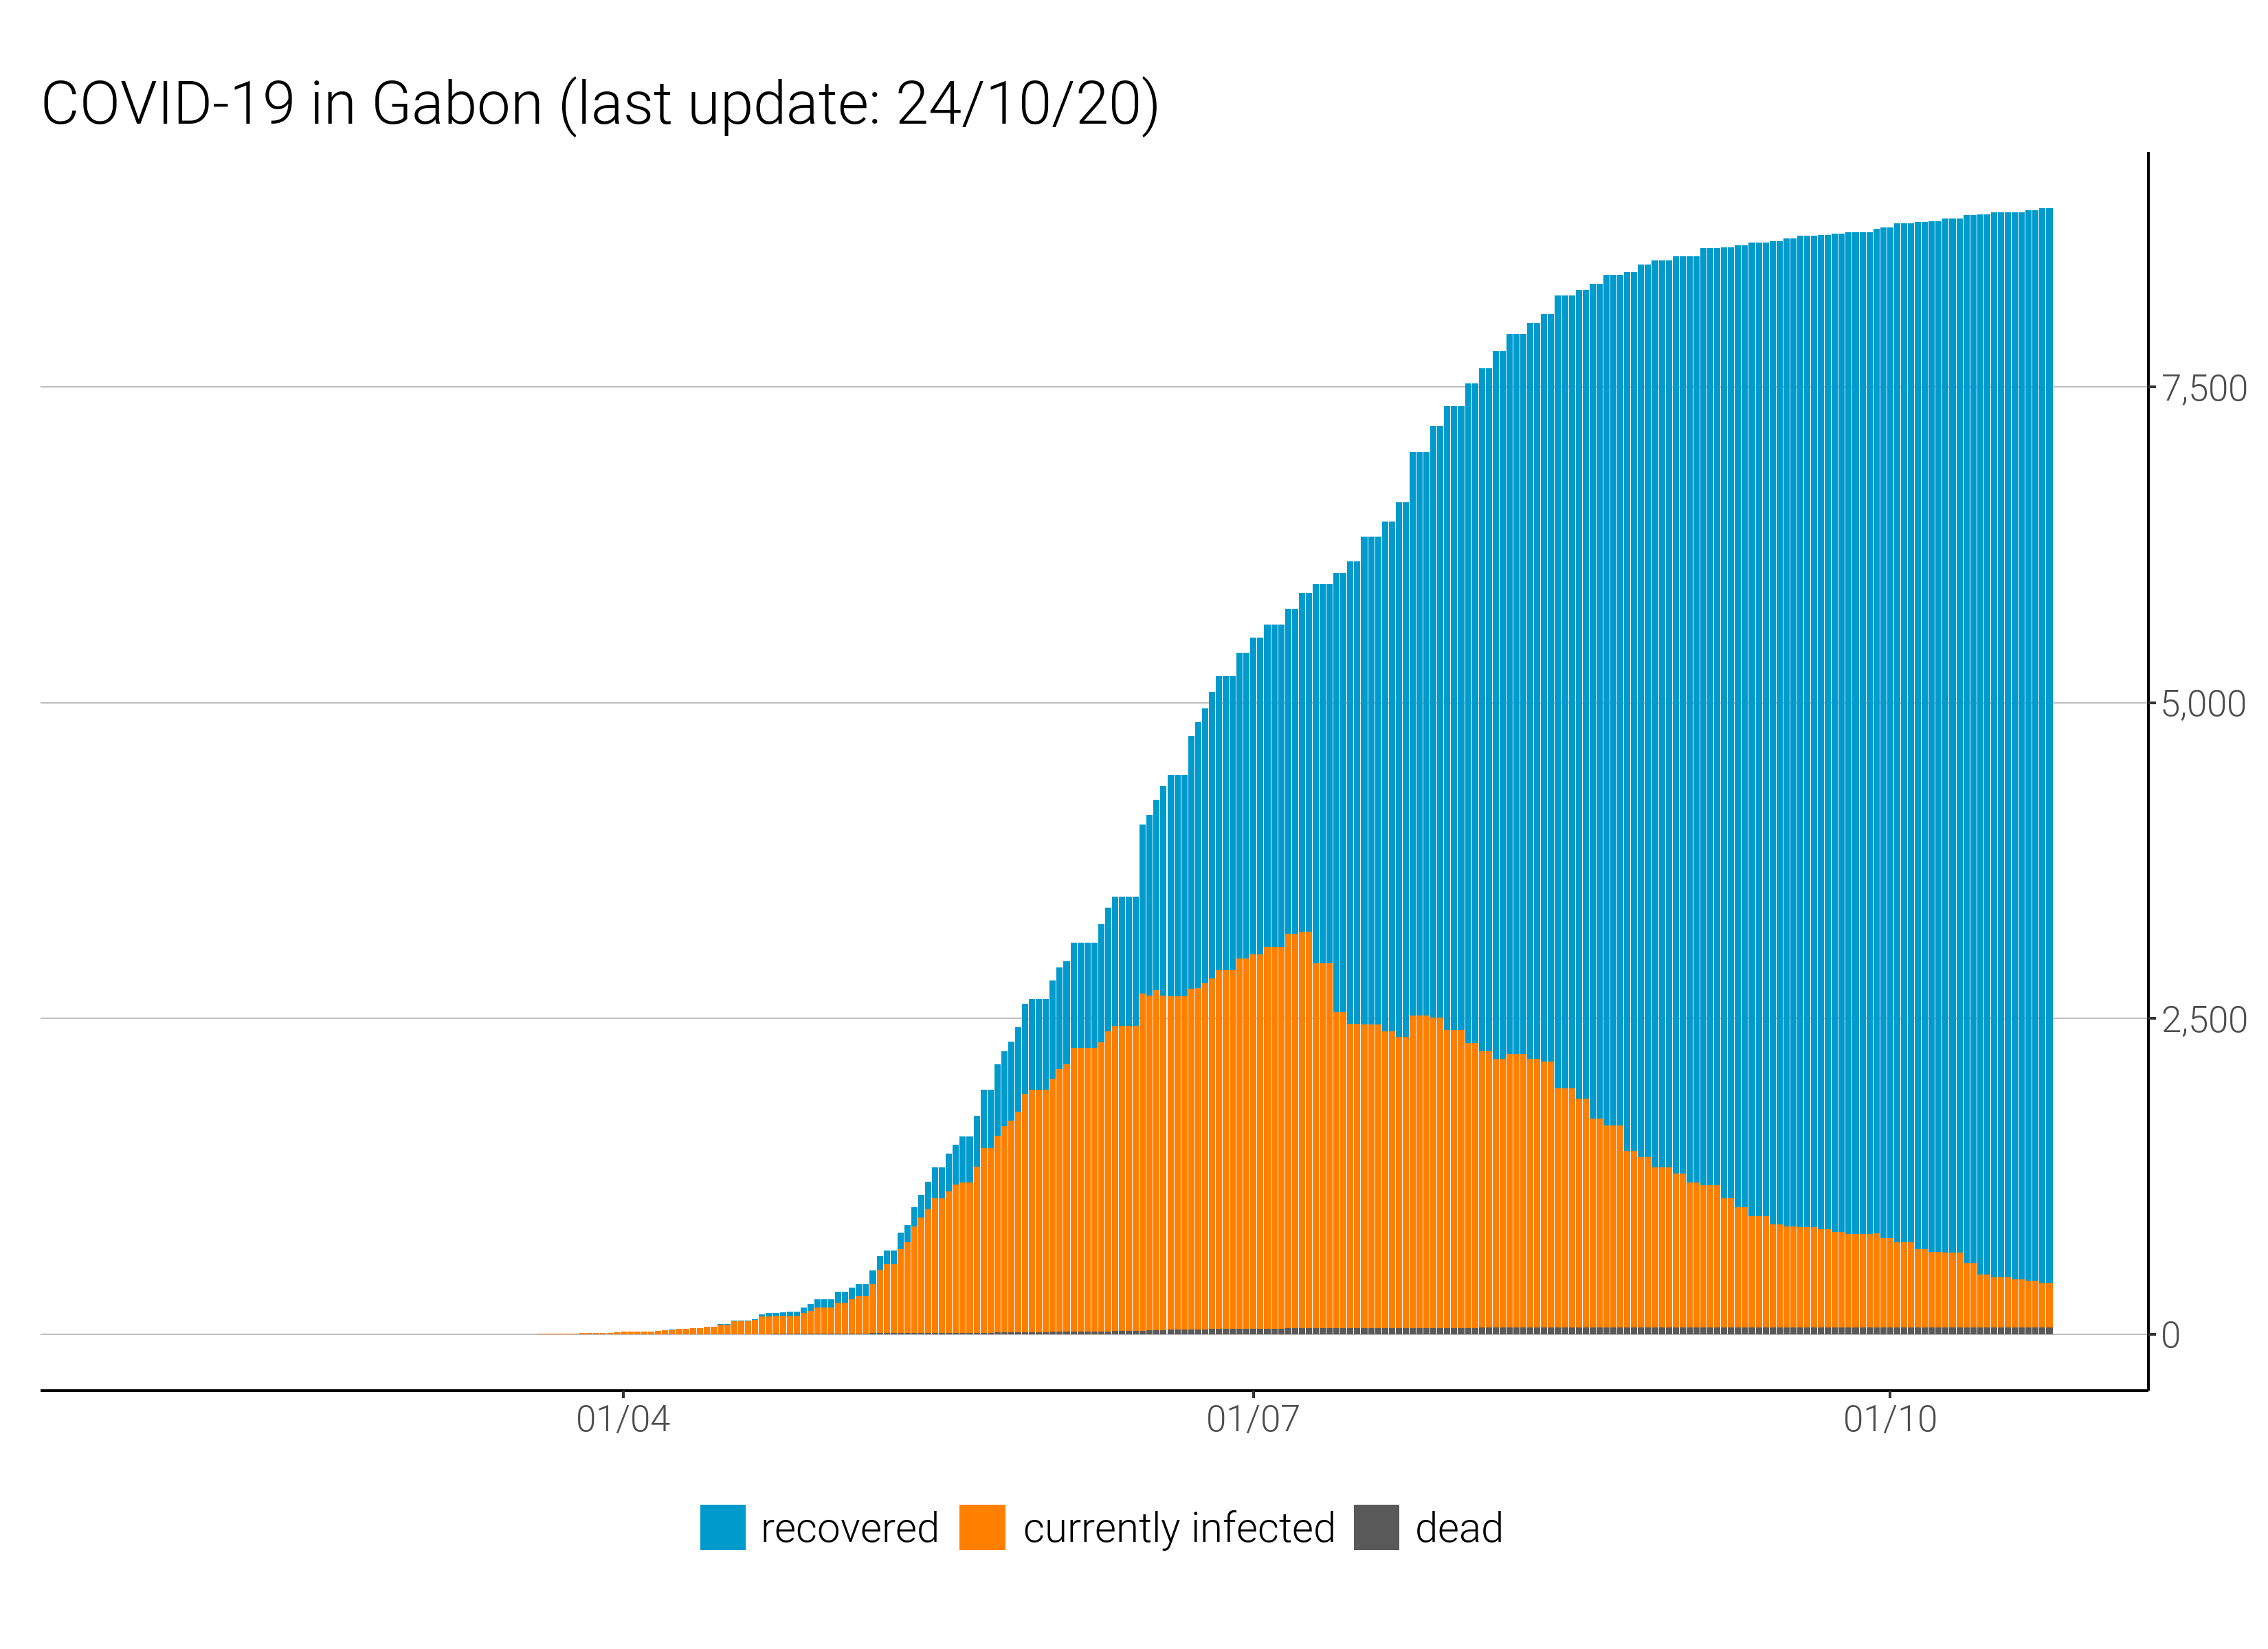 COVID-19 in Gabon (last update: 24/10/20)
7,500
5,000
2,500
0
01/04 01/07 01/10
recovered currently infected dead